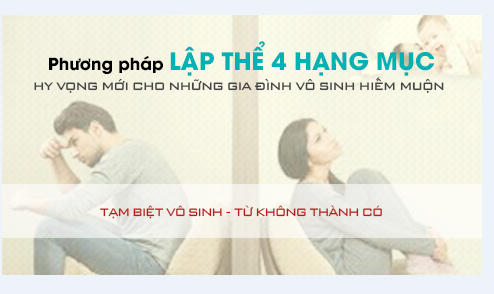 Phương pháp LẬP THỂ 4 HẠNG MỤC
HY VỌNG MỚI CHO NHỮNG GIA ĐÌNH VÔ SINH HIẾM MUỘN
TẠM BIỆT VÔ SINH - TỪ KHÔNG THÀNH CÓ